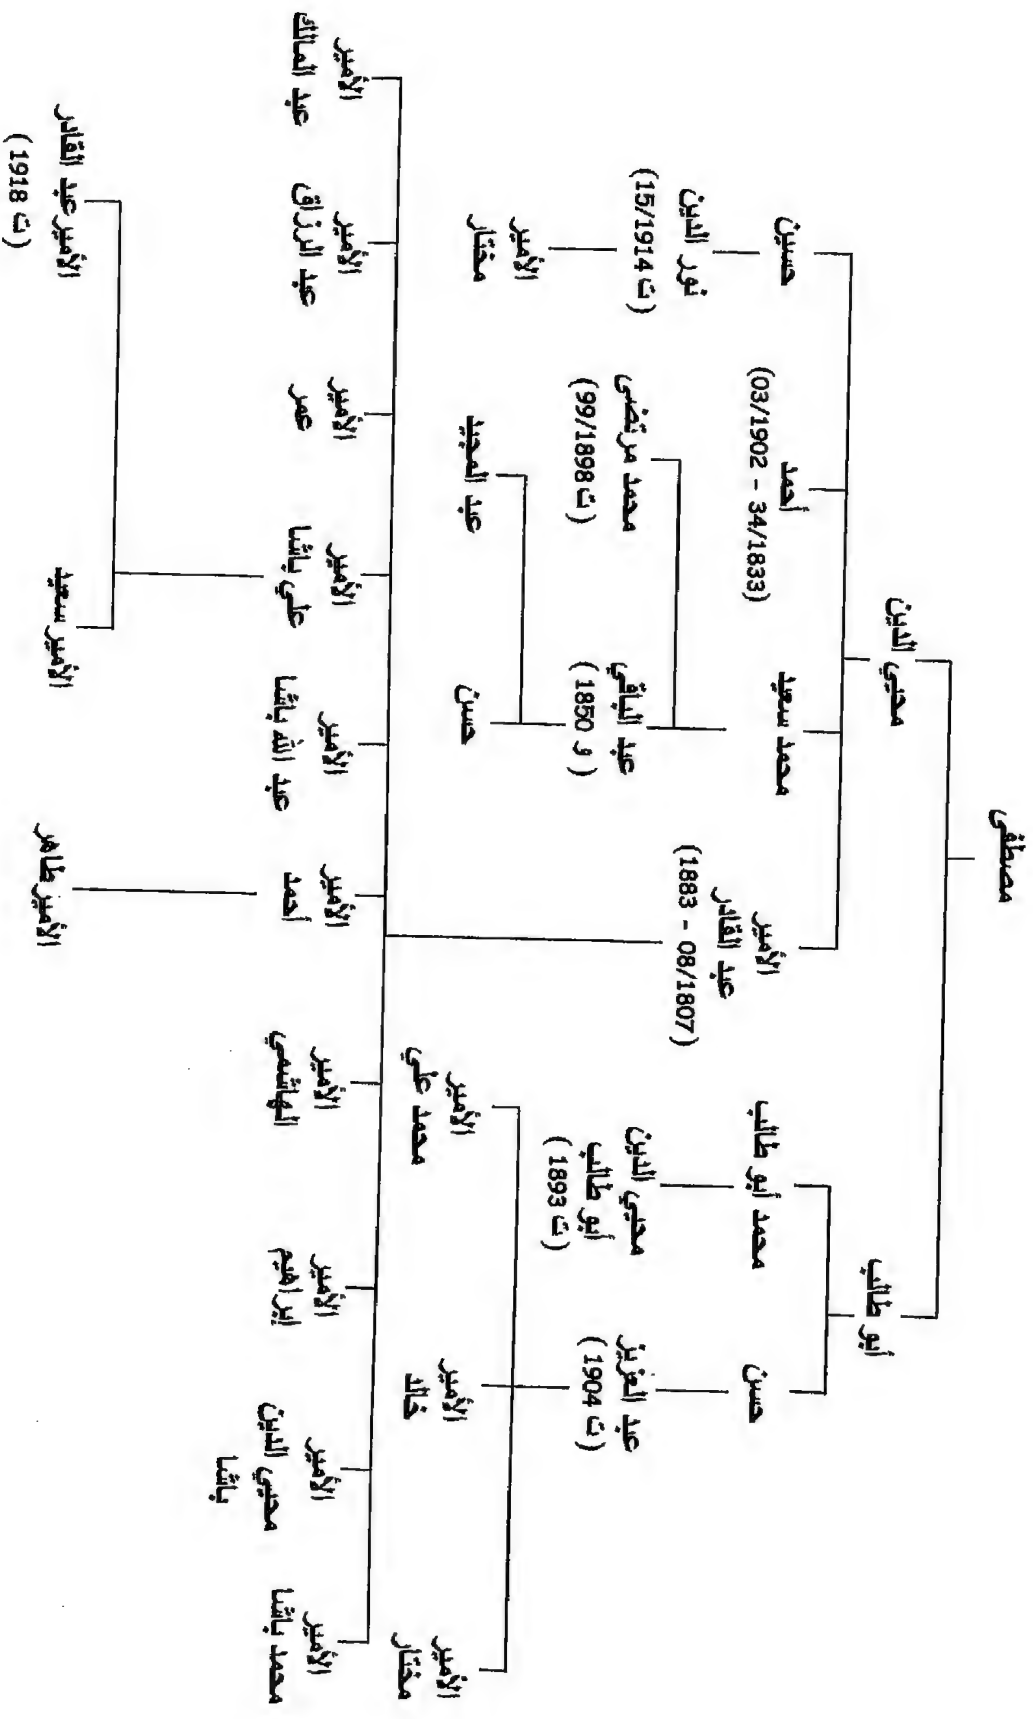 مصطفى
أبو طالب
محيي الدين
حسن
محمد أبو طالب
الأمير
عبد القادر
(1883 - 08/1807)
محمد سعيد
أحمد
(03/1902 - 34/1833)
حسين
عبد العزيز
(ت 1904)
محيي الدين
أبو طالب
(ت 1893)
عبد الباقي
(و 1850)
محمد مرتضى
(ت 99/1898)
نور الدين
(ت 15/1914)
الأمير
مختار
الأمير
خالد
الأمير
محمد علي
حسن
عبد المجيد
الأمير
مختار
الأمير
محمد باشا
الأمير
محيي الدين
باشا
الأمير
إبراهيم
الأمير
الهاشمي
الأمير
أحمد
الأمير
عبد الله باشا
الأمير
علي باشا
الأمير
عمر
الأمير
عبد الرزاق
الأمير
عبد المالك
الأمير طاهر
الأمير سعيد
الأمير عبد القادر
(ت 1918)